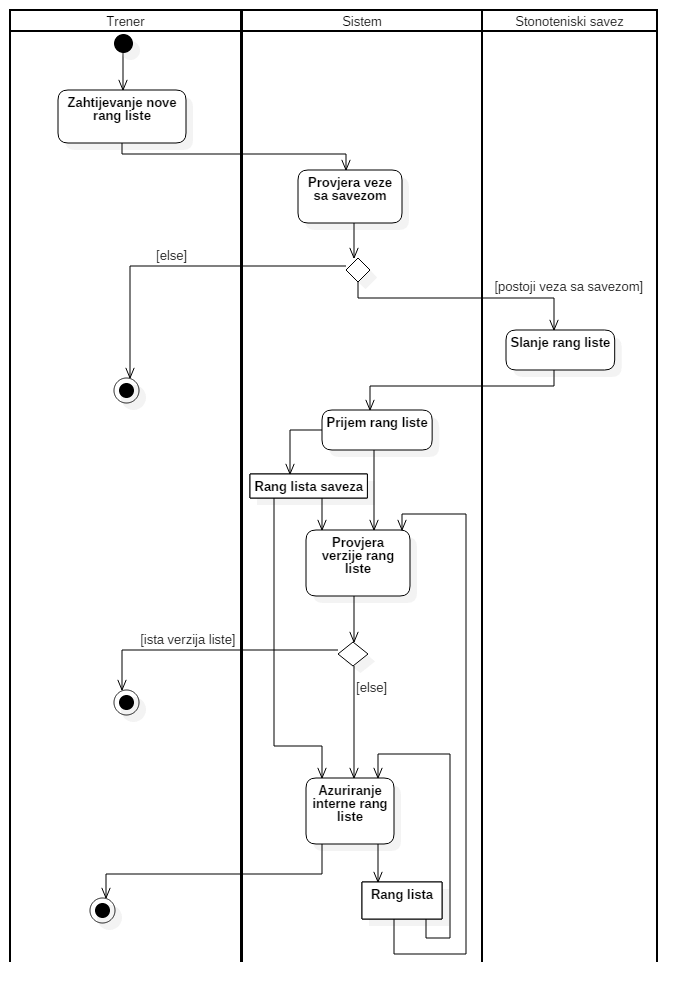 Trener
Sistem
Stonoteniski savez
Zahtijevanje nove
rang liste
Provjera veze
sa savezom
[else]
[postoji veza sa savezom]
Slanje rang liste
Prijem rang liste
Rang lista saveza
Provjera
verzije rang
liste
[ista verzija liste]
[else]
Azuriranje
interne rang
liste
Rang lista